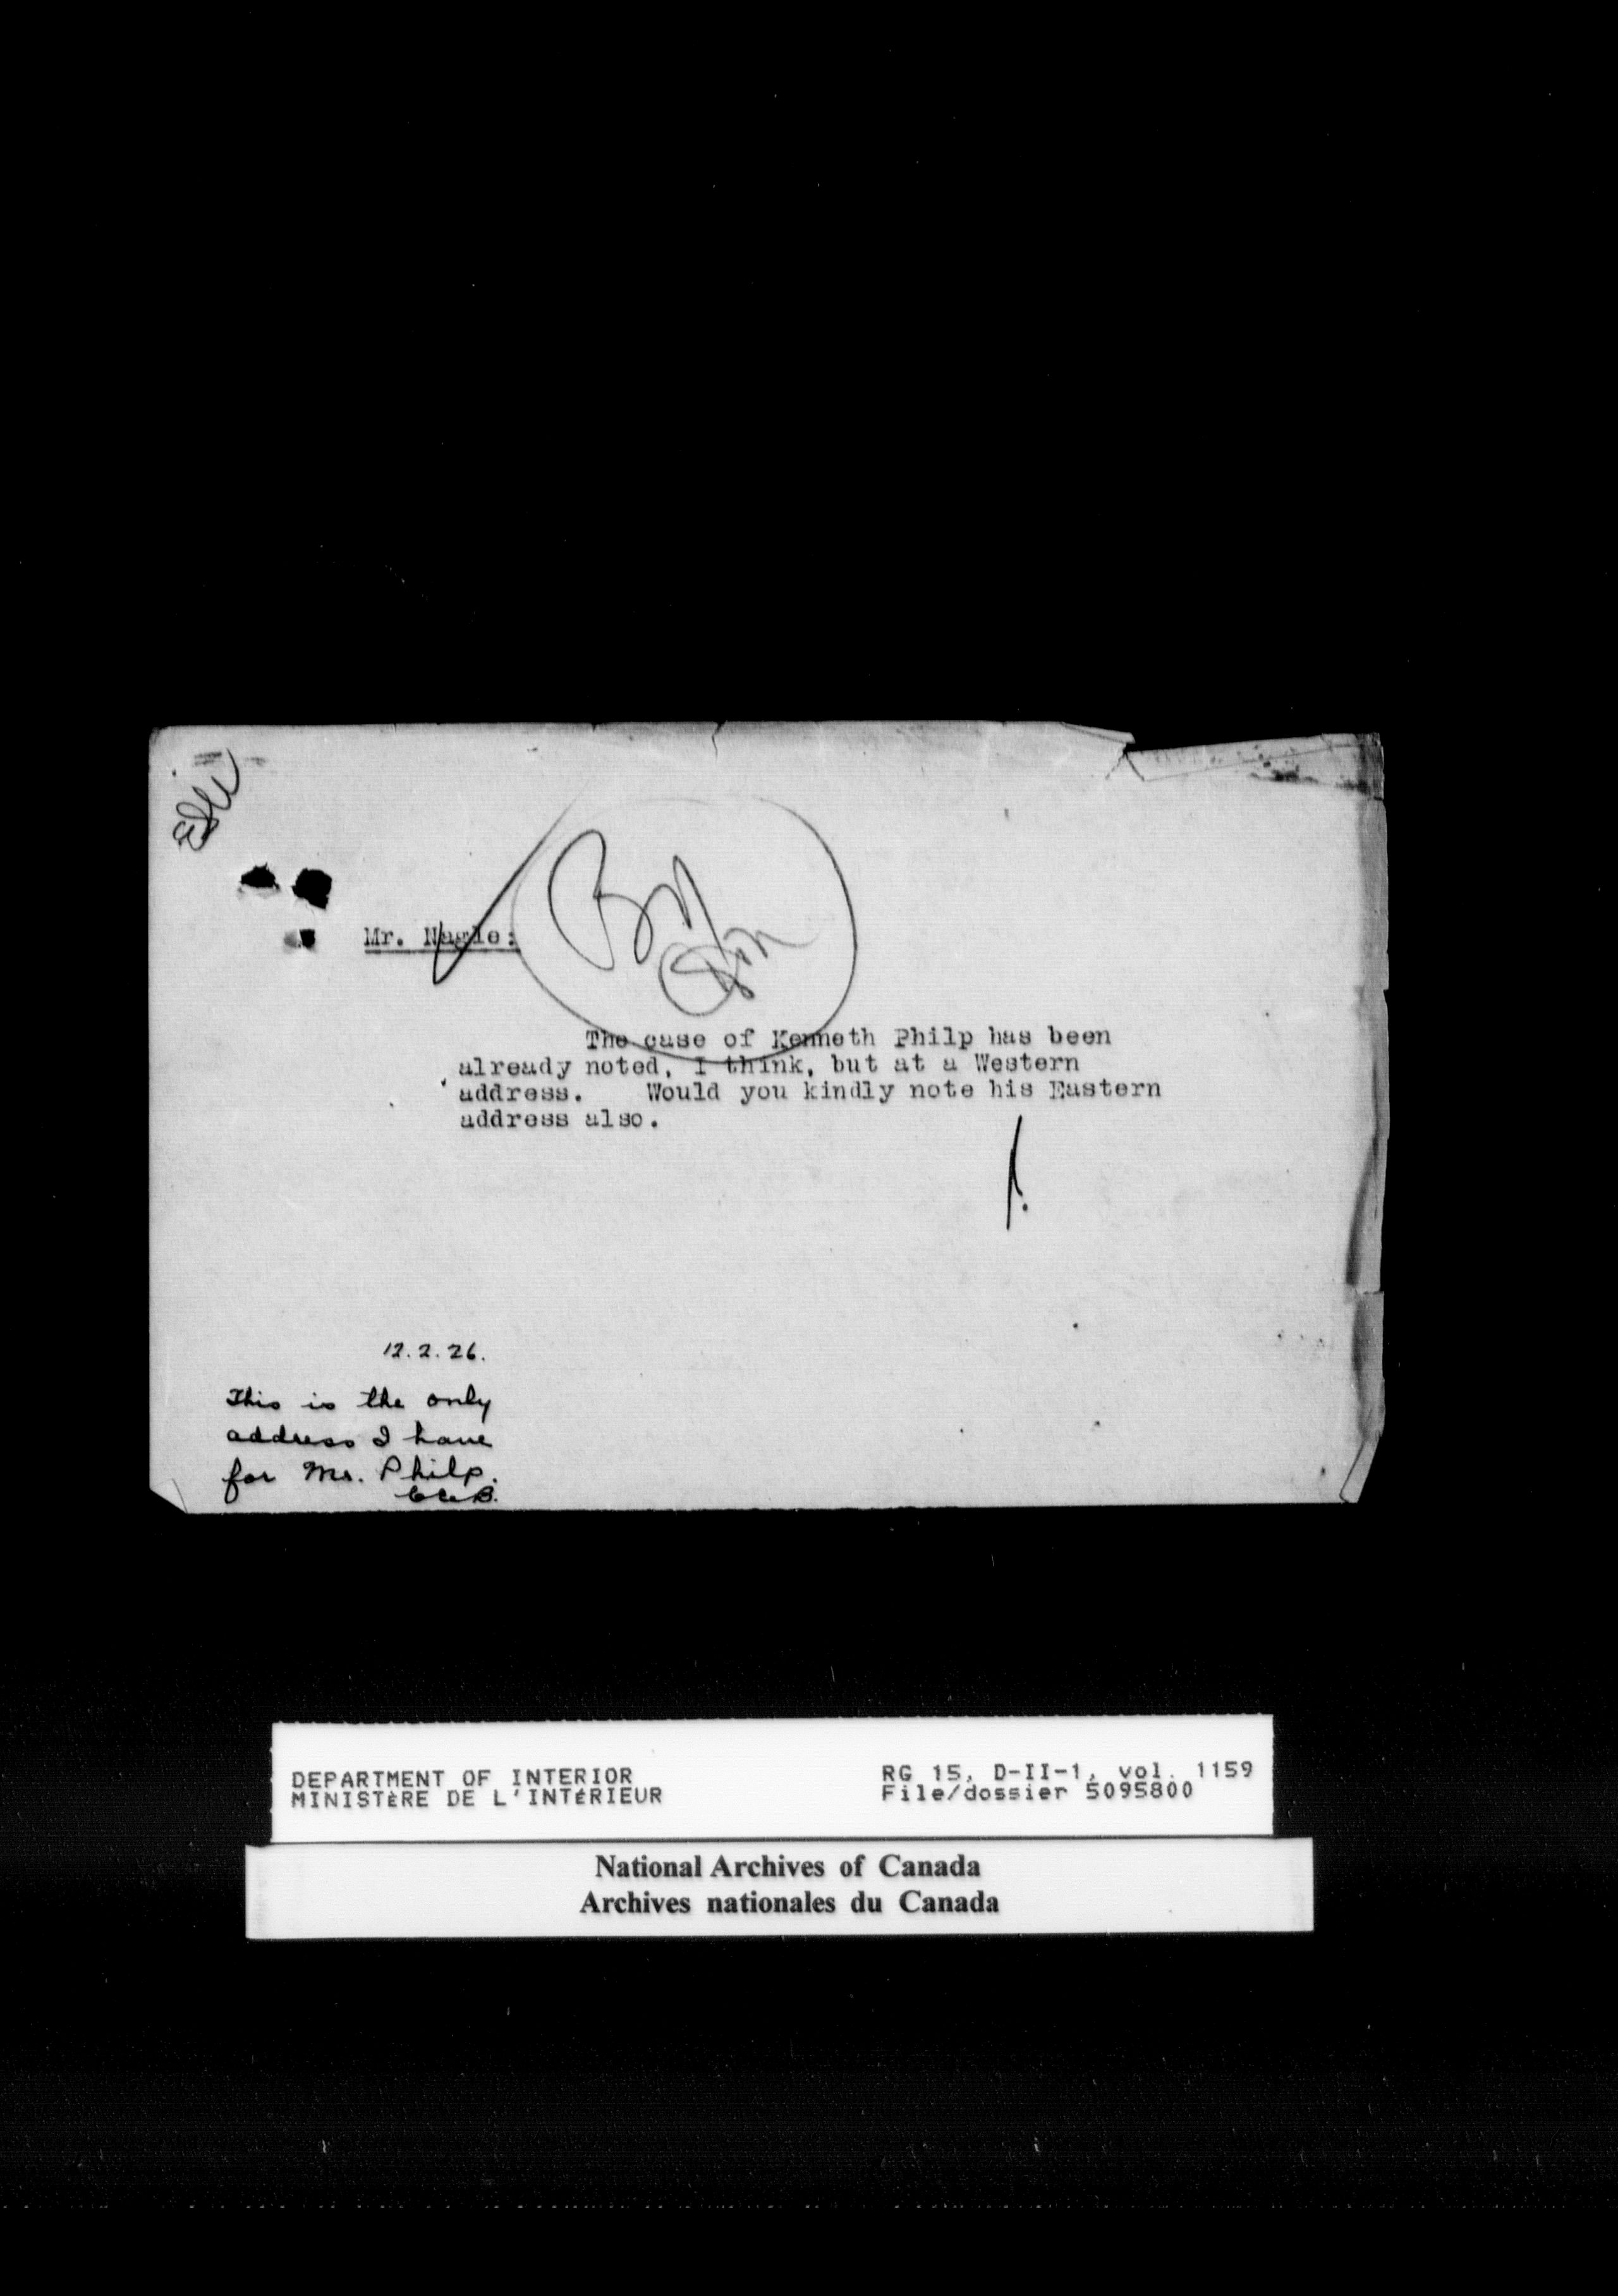 Mr. Nagle:
The case of Kenneth Philp has been
already noted, I think, but at a Western
address. Would you kindly note his Eastern
address also.
12.2.26.
This is the only
address I have
for Mr. Philp.
DEPARTMENT OF INTERIOR
MINISTÈRE DE L'INTÉRIEUR
RG 15, D-II-1, vol. 1159
File/dossier 5095800
National Archives of Canada
Archives nationales du Canada